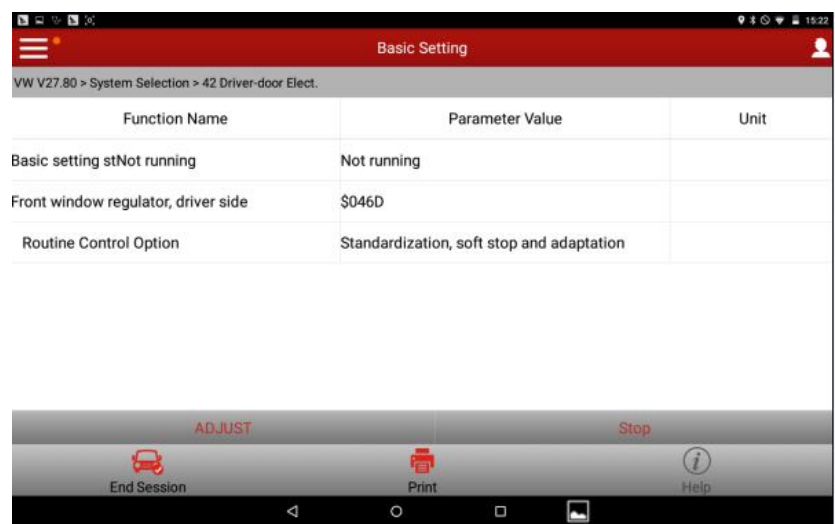 15:22
Basic Setting
VW V27.80 > System Selection > 42 Driver-door Elect.
Function Name Parameter Value Unit
Basic setting stNot running Not running
Front window regulator, driver side $046D
Routine Control Option Standardization, soft stop and adaptation
ADJUST Stop
End Session Print Help